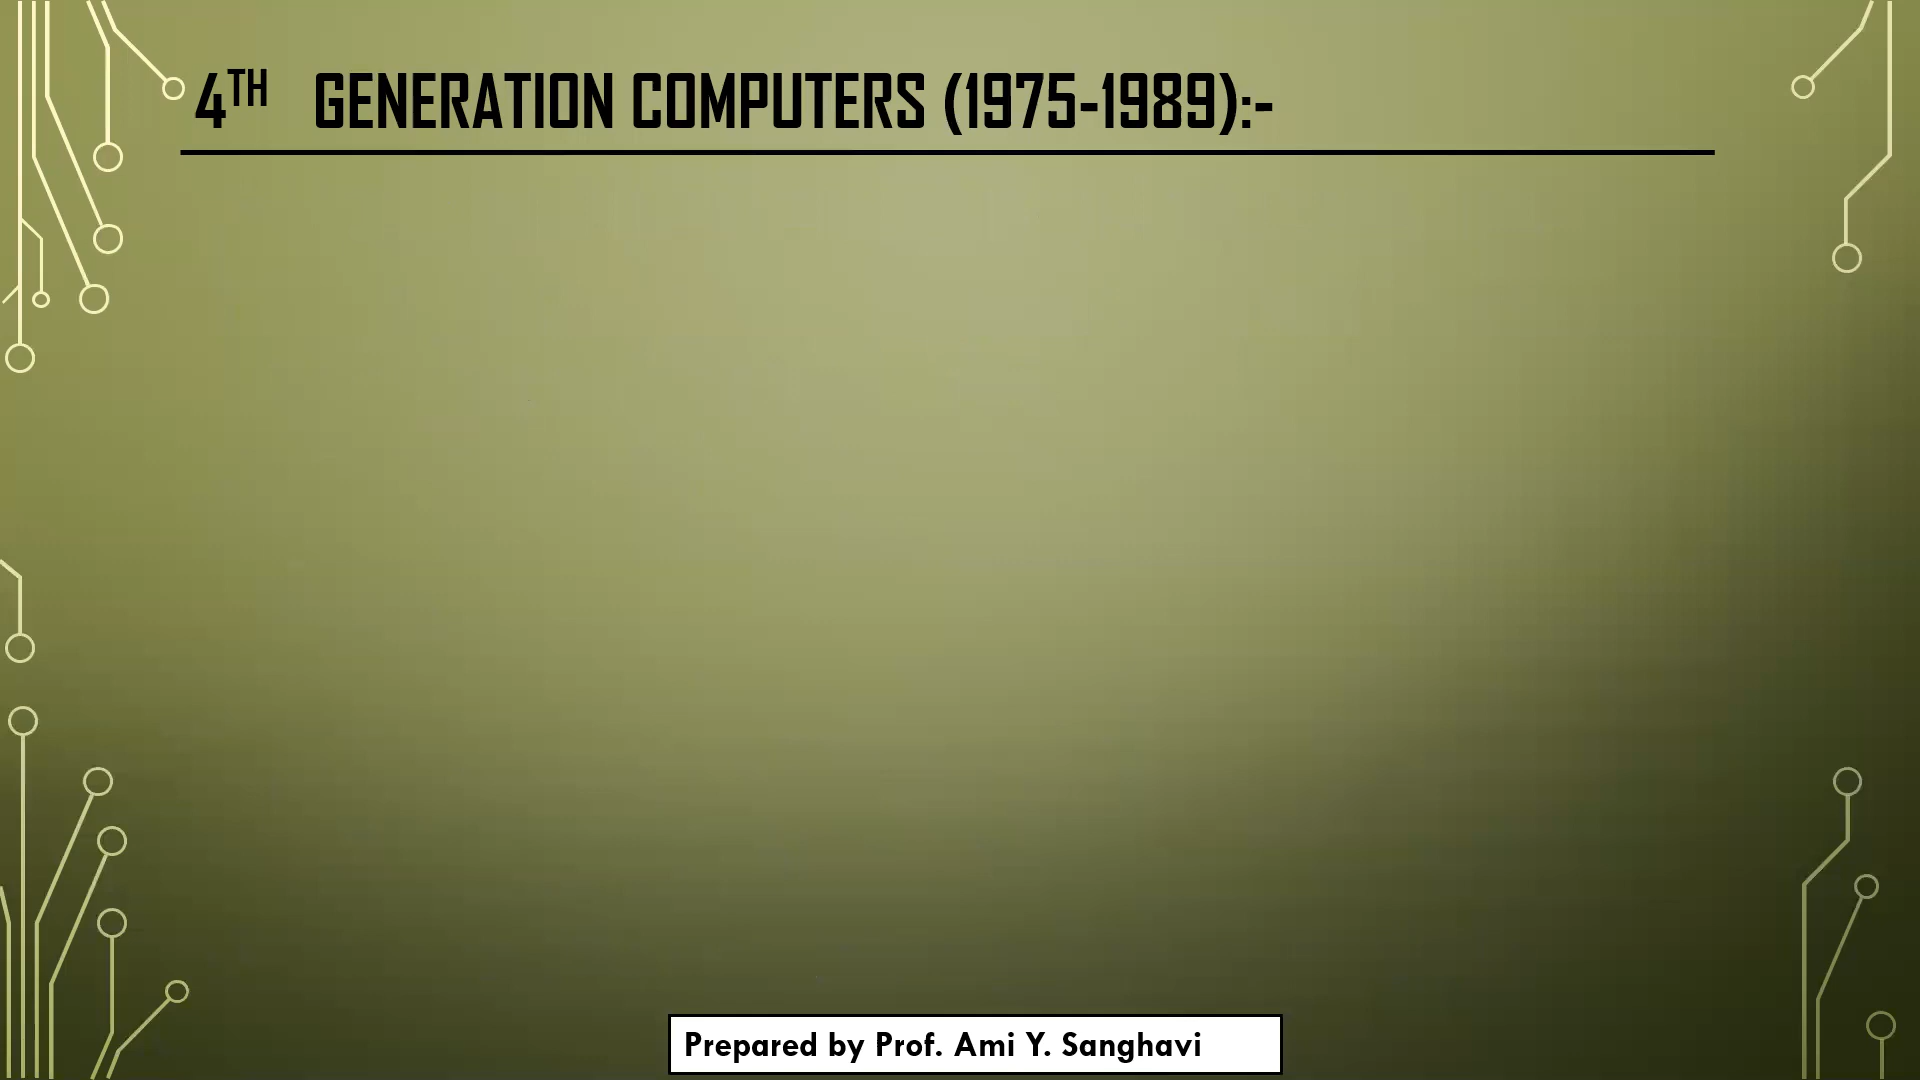 4TH GENERATION COMPUTERS (1975-1989):-
Prepared by Prof. Ami Y. Sanghavi